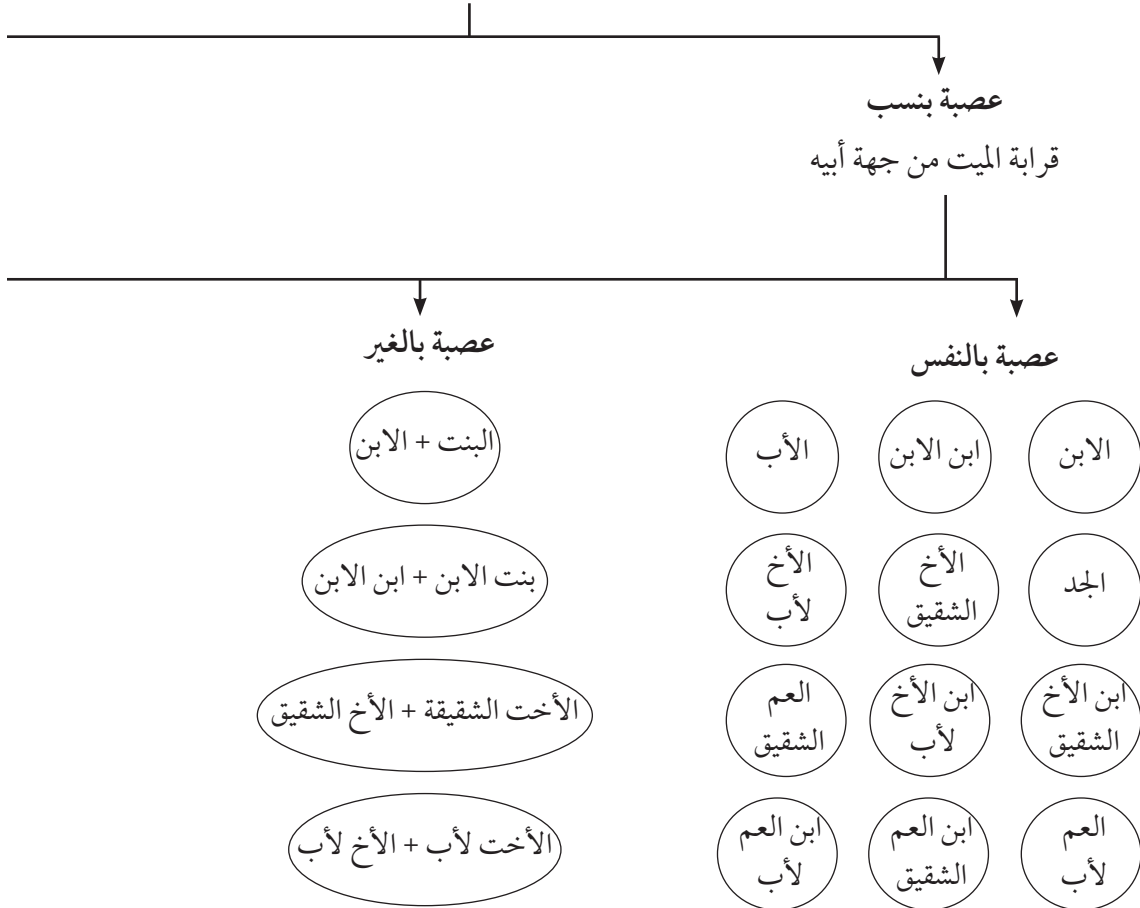 عصبة بنسب
قرابة الميت من جهة أبيه
عصبة بالنفس
الابن
ابن الابن
الأب
الجد
الأخ
الشقيق
الأخ
لأب
ابن الأخ
الشقيق
ابن الأخ
لأب
العم
الشقيق
العم
لأب
ابن العم
الشقيق
ابن العم
لأب
عصبة بالغير
البنت + الابن
بنت الابن + ابن الابن
الأخت الشقيقة + الأخ الشقيق
الأخت لأب + الأخ لأب